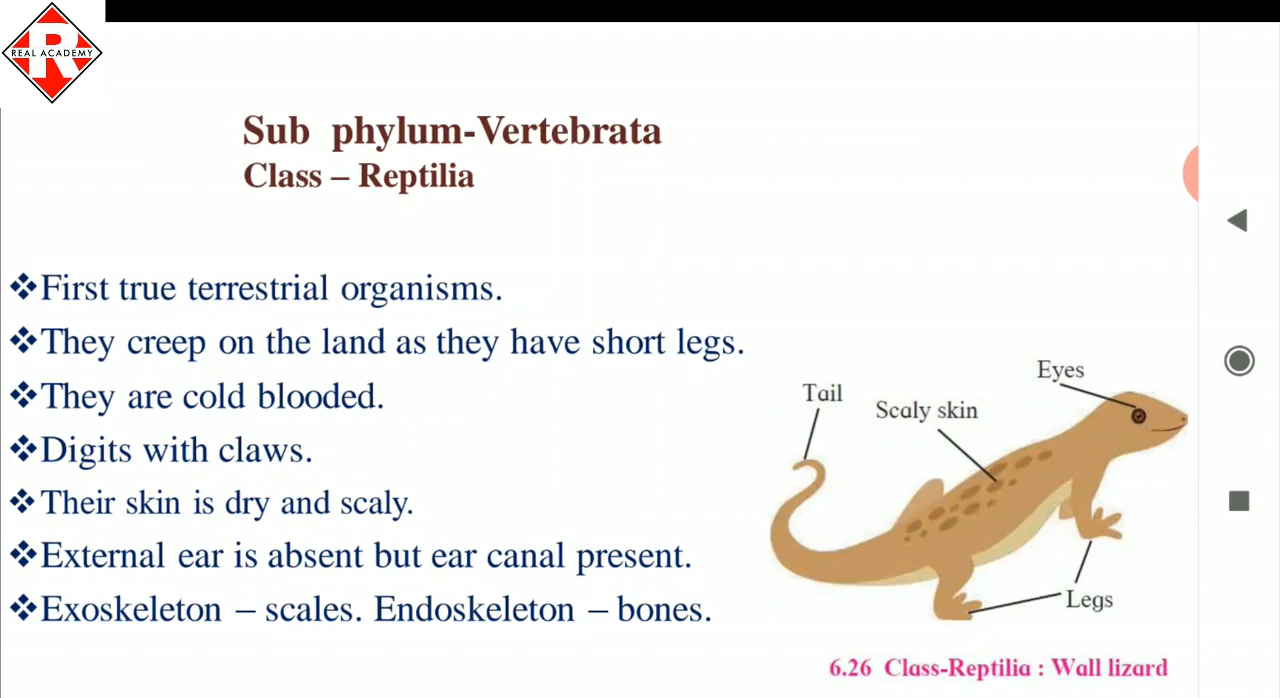 REAL ACADEMY
Sub phylum-Vertebrata
Class – Reptilia
❖First true terrestrial organisms.
❖They creep on the land as they have short legs.
❖They are cold blooded.
❖Digits with claws.
❖Their skin is dry and scaly.
❖External ear is absent but ear canal present.
❖Exoskeleton – scales. Endoskeleton – bones.
Eyes
Tail
Scaly skin
Legs
6.26 Class-Reptilia : Wall lizard